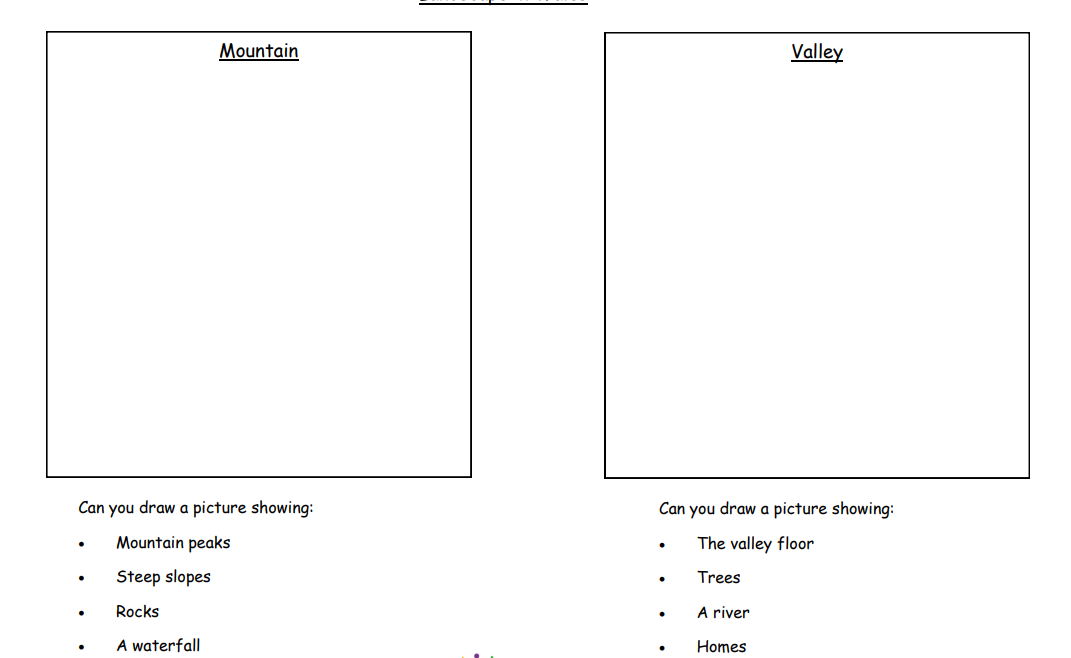 Mountain
Valley
Can you draw a picture showing:
• Mountain peaks
• Steep slopes
• Rocks
• A waterfall
Can you draw a picture showing:
• The valley floor
• Trees
• A river
• Homes